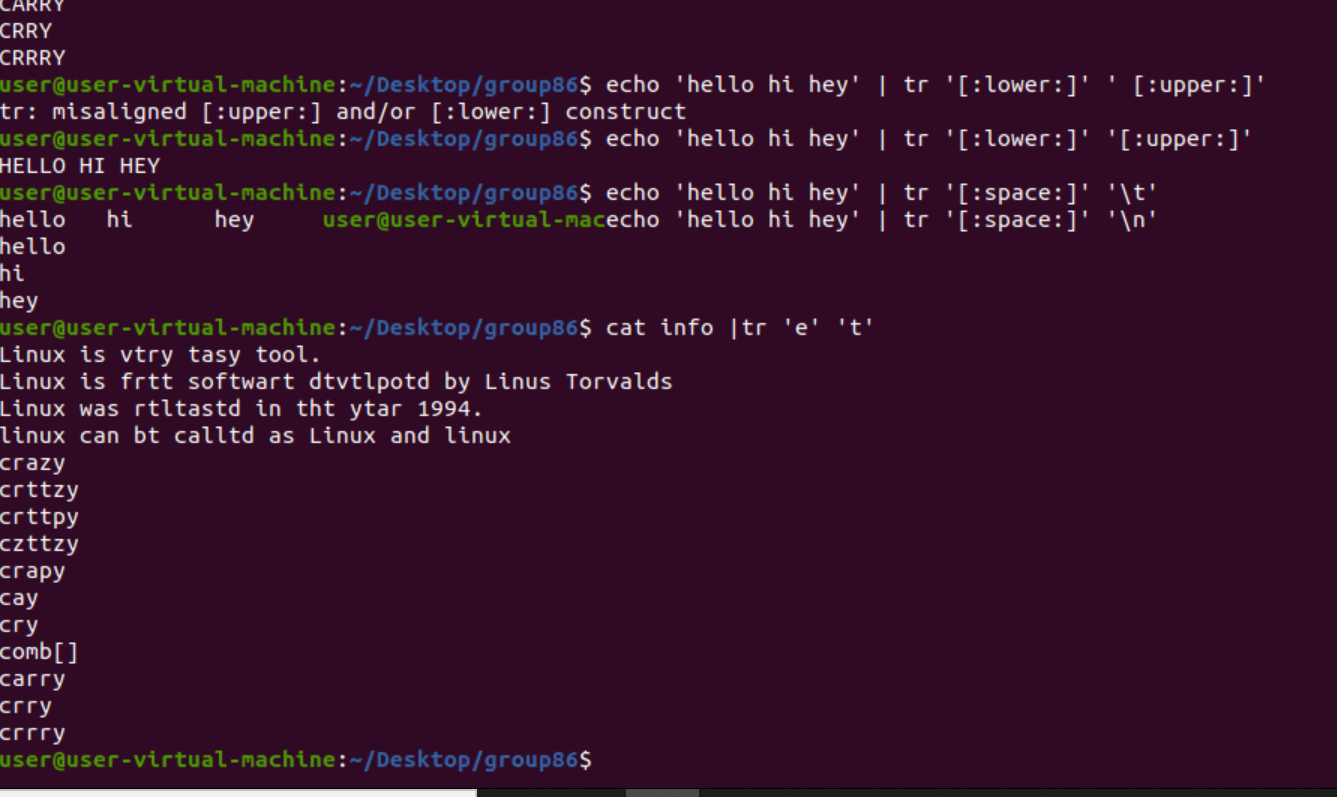 CARRY
CRRY
CRRRY
user@user-virtual-machine:~/Desktop/group86$ echo 'hello hi hey' | tr '[:lower:]' ' [:upper:]'
tr: misaligned [:upper:] and/or [:lower:] construct
user@user-virtual-machine:~/Desktop/group86$ echo 'hello hi hey' | tr '[:lower:]' '[:upper:]'
HELLO HI HEY
user@user-virtual-machine:~/Desktop/group86$ echo 'hello hi hey' | tr '[:space:]' '\t'
hello   hi      hey     user@user-virtual-macecho 'hello hi hey' | tr '[:space:]' '\n'
hello
hi
hey
user@user-virtual-machine:~/Desktop/group86$ cat info |tr 'e' 't'
Linux is vtry tasy tool.
Linux is frtt softwart dtvtlpotd by Linus Torvalds
Linux was rtltastd in tht ytar 1994.
linux can bt calltd as Linux and linux
crazy
crttzy
crttpy
czttzy
crapy
cay
cry
comb[]
carry
crry
crrry
user@user-virtual-machine:~/Desktop/group86$